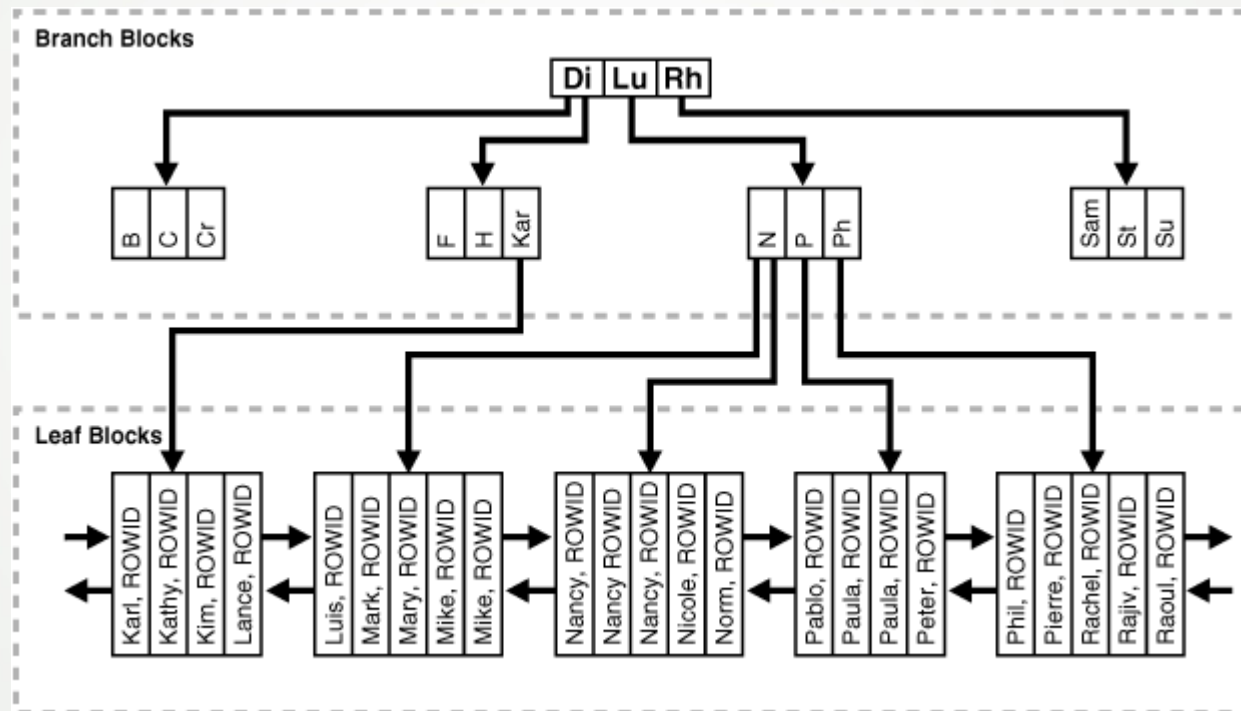 Branch Blocks
Di Lu Rh
B
C
Cr
F
H
Kar
N
P
Ph
Sam
St
Su
Leaf Blocks
Karl, ROWID
Kathy, ROWID
Kim, ROWID
Lance, ROWID
Luis, ROWID
Mark, ROWID
Mary, ROWID
Mike, ROWID
Mike, ROWID
Nancy, ROWID
Nancy ROWID
Nancy, ROWID
Nicole, ROWID
Norm, ROWID
Pablo, ROWID
Paula, ROWID
Paula, ROWID
Peter, ROWID
Phil, ROWID
Pierre, ROWID
Rachel, ROWID
Rajiv, ROWID
Raoul, ROWID